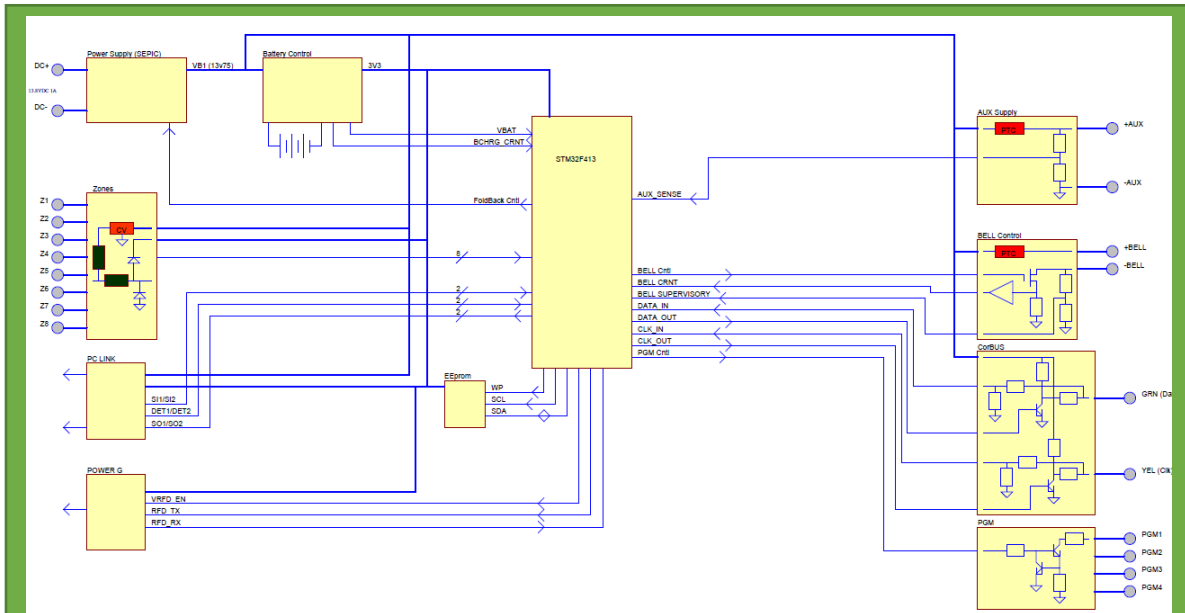 Power Supply (SEPIC)
Battery Control
DC+
VB1 (13v75)
3V3
13.8VDC 1A
DC-
AUX Supply
PTC
+AUX
-AUX
VBAT
BCHRG_CRNT
STM32F413
AUX_SENSE
FoldBack Cntl
Zones
Z1
Z2
Z3
Z4
Z5
Z6
Z7
Z8
CV
8
2
2
2
BELL Control
PTC
+BELL
-BELL
BELL Cntl
BELL CRNT
BELL SUPERVISORY
DATA_IN
DATA_OUT
CLK_IN
CLK_OUT
PGM Cntl
CorBUS
GRN (Da
YEL (Clk)
PC LINK
SI1/SI2
DET1/DET2
SO1/SO2
EEprom
WP
SCL
SDA
POWER G
VRFD_EN
RFD_TX
RFD_RX
PGM
PGM1
PGM2
PGM3
PGM4